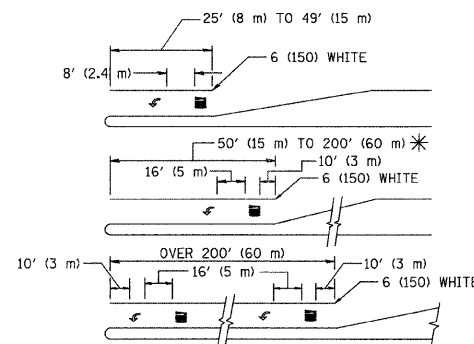 25' (8 m) TO 49' (15 m)
6 (150) WHITE
8' (2.4 m)
50' (15 m) TO 200' (60 m) *
16' (5 m)
10' (3 m)
6 (150) WHITE
OVER 200' (60 m)
10' (3 m)
16' (5 m)
10' (3 m)
6 (150) WHITE